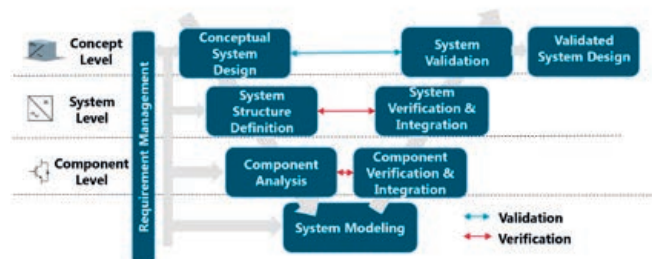 Concept
Level
Conceptual
System
Design
System
Validation
Validated
System Design
Requirement Management
System
Level
System
Structure
Definition
System
Verification &
Integration
Component
Level
Component
Analysis
Component
Verification &
Integration
System Modeling
Validation
Verification